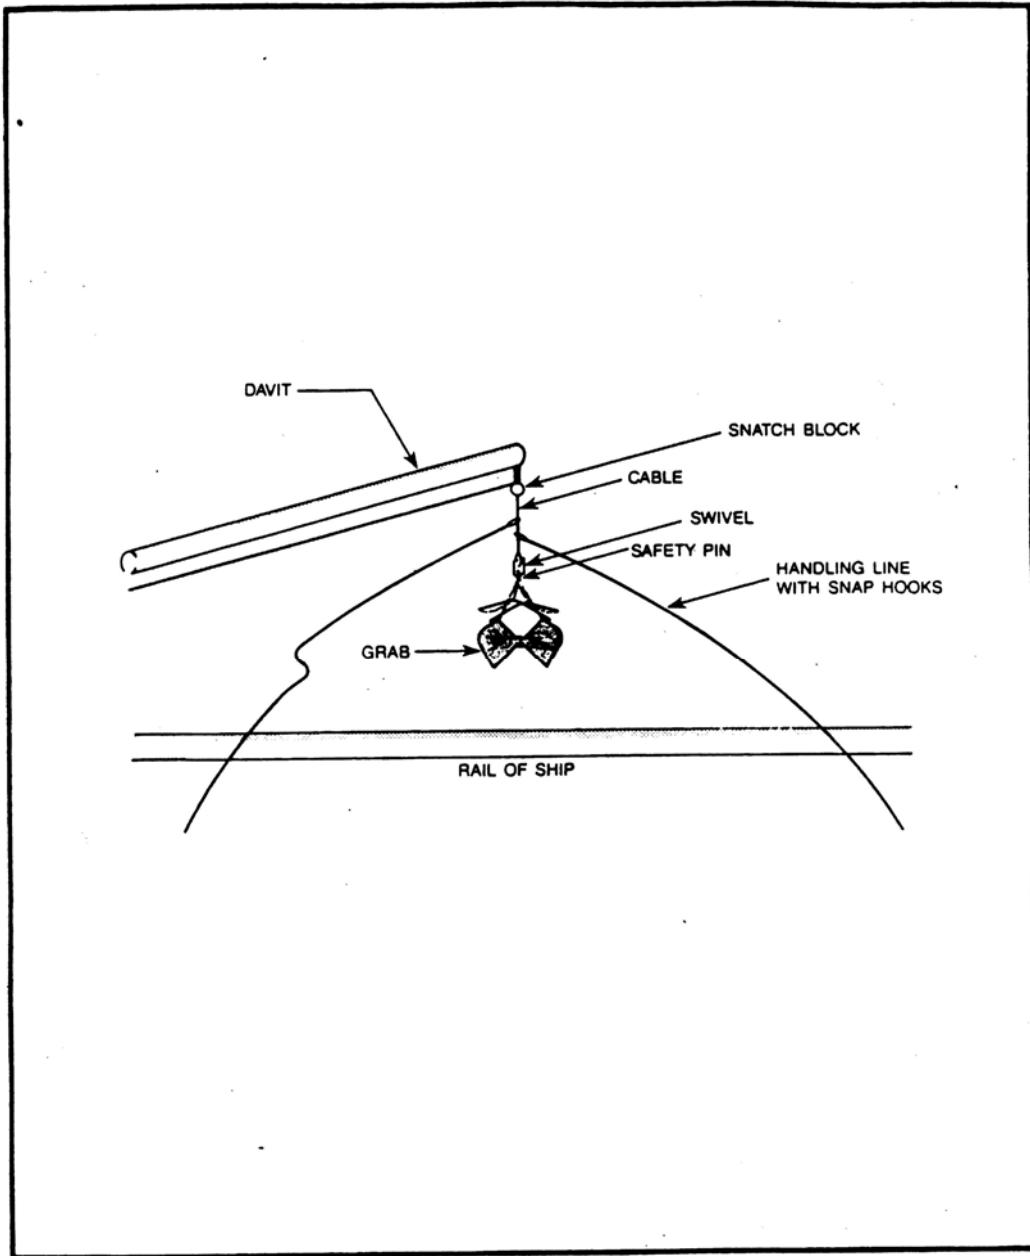 DAVIT
SNATCH BLOCK
CABLE
SWIVEL
SAFETY PIN
HANDLING LINE
WITH SNAP HOOKS
GRAB
RAIL OF SHIP